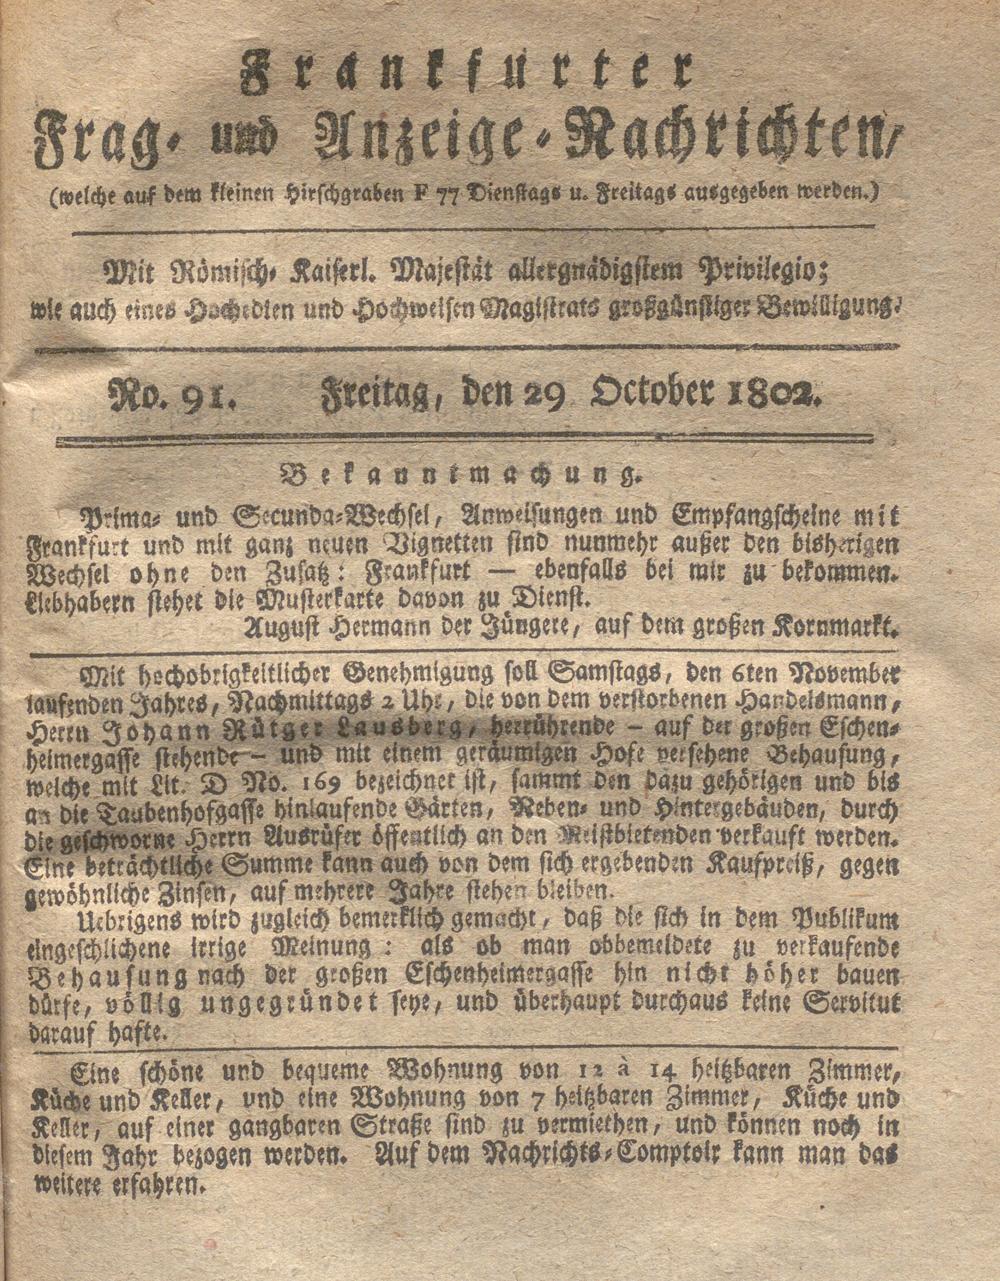 Frankfurter
Frag- und Anzeige-Nachrichten,
(welche auf dem kleinen Hirschgraben F 77 Dienstags u. Freitags ausgegeben werden.)
Mit Römisch-Kaiserl. Majestät allergnädigstem Privilegio;
wie auch eines Hochedlen und Hochweisen Magistrats großgünstiger Bewilligung.
No. 91. Freitag, den 29 October 1802.
Bekanntmachung.
Prima- und Secunda-Wechsel, Anweisungen und Empfangscheine mit
Frankfurt und mit ganz neuen Vignetten sind nunmehr außer den bisherigen
Wechsel ohne den Zusatz: Frankfurt — ebenfalls bei mir zu bekommen.
Liebhabern stehet die Musterkarte davon zu Dienst.
August Hermann der Jüngere, auf dem großen Kornmarkt.
Mit hochobrigkeitlicher Genehmigung soll Samstags, den 6ten November
laufenden Jahres, Nachmittags 2 Uhr, die von dem verstorbenen Handelsmann,
Herrn Johann Rütger Lausberg, herrührende – auf der großen Eschen-
heimergasse stehende – und mit einem geräumigen Hofe versehene Behausung,
welche mit Lit. D No. 169 bezeichnet ist, sammt den dazu gehörigen und bis
an die Taubenhofgasse hinlaufende Gärten, Neben- und Hintergebäuden, durch
die geschworne Herrn Ausrüfer öffentlich an den Meistbietenden verkauft werden.
Eine beträchtliche Summe kann auch von dem sich ergebenden Kaufpreiß, gegen
gewöhnliche Zinsen, auf mehrere Jahre stehen bleiben.
Uebrigens wird zugleich bemerklich gemacht, daß die sich in dem Publikum
eingeschlichene irrige Meinung: als ob man obbemeldete zu verkaufende
Behausung nach der großen Eschenheimergasse hin nicht höher bauen
dürfe, völlig ungegründet seye, und überhaupt durchaus keine Servitut
darauf hafte.
Eine schöne und bequeme Wohnung von 12 à 14 heitzbaren Zimmer,
Küche und Keller, und eine Wohnung von 7 heitzbaren Zimmer, Küche und
Keller, auf einer gangbaren Straße sind zu vermiethen, und können noch in
diesem Jahr bezogen werden. Auf dem Nachrichts-Comptoir kann man das
weitere erfahren.